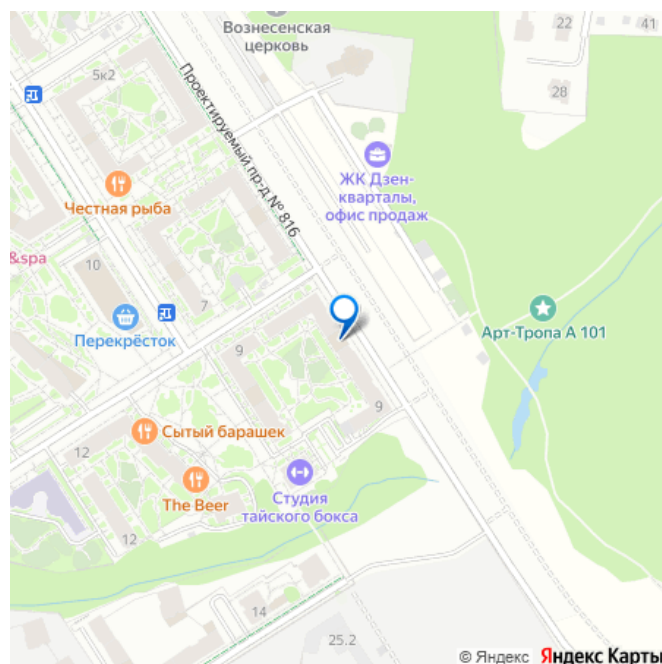 Вознесенская
церковь
22
41
28
5к2
Проектируемый пр-д № 816
ЖК Дзен-
кварталы,
офис продаж
Честная рыба
&spa
10
7
Перекрёсток
Арт-Тропа А 101
9
9
Сытый барашек
12
The Beer
Студия
тайского бокса
12
14
25.2
© Яндекс Яндекс Карты